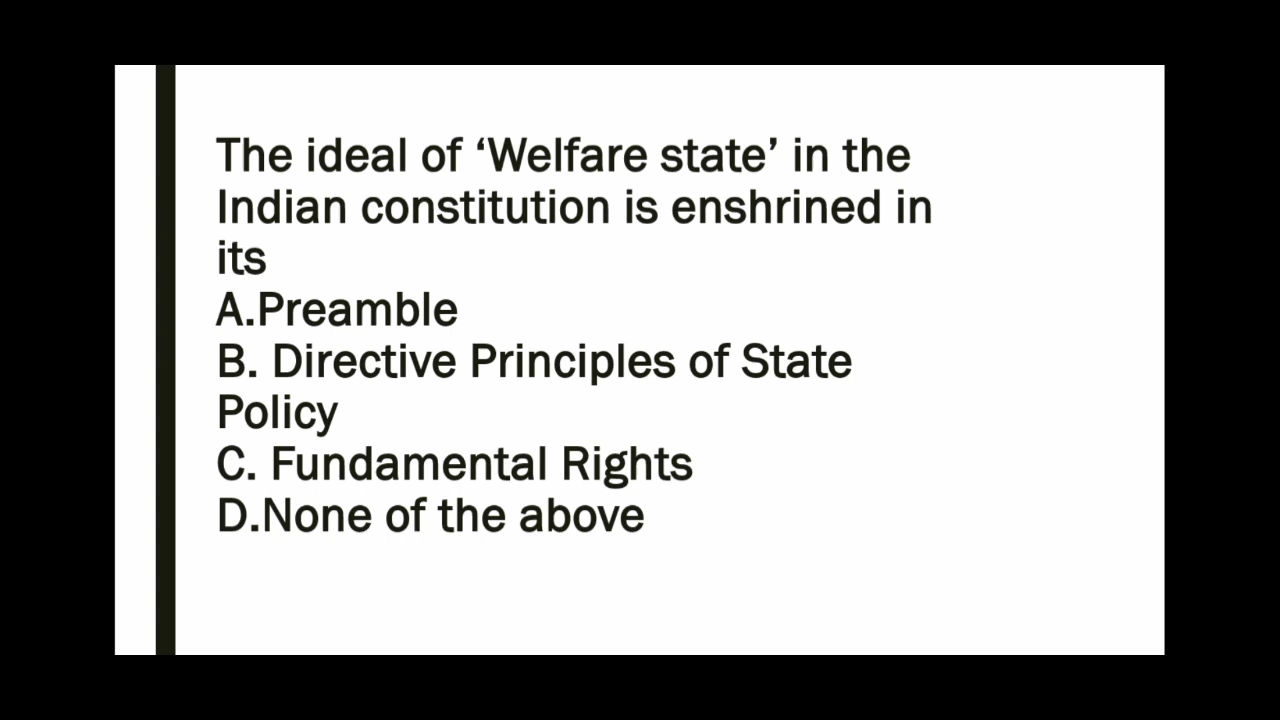 The ideal of ‘Welfare state’ in the
Indian constitution is enshrined in
its
A.Preamble
B. Directive Principles of State
Policy
C. Fundamental Rights
D.None of the above